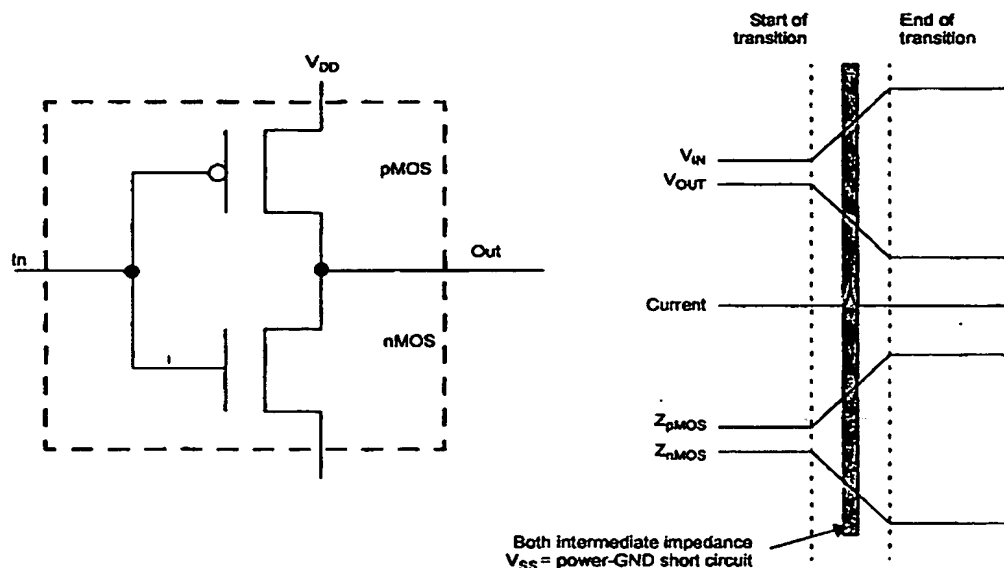 Start of
transition
End of
transition
VDD
pMOS
In
Out
nMOS
VIN
VOUT
Current
ZpMOS
ZnMOS
Both intermediate impedance
VSS = power-GND short circuit